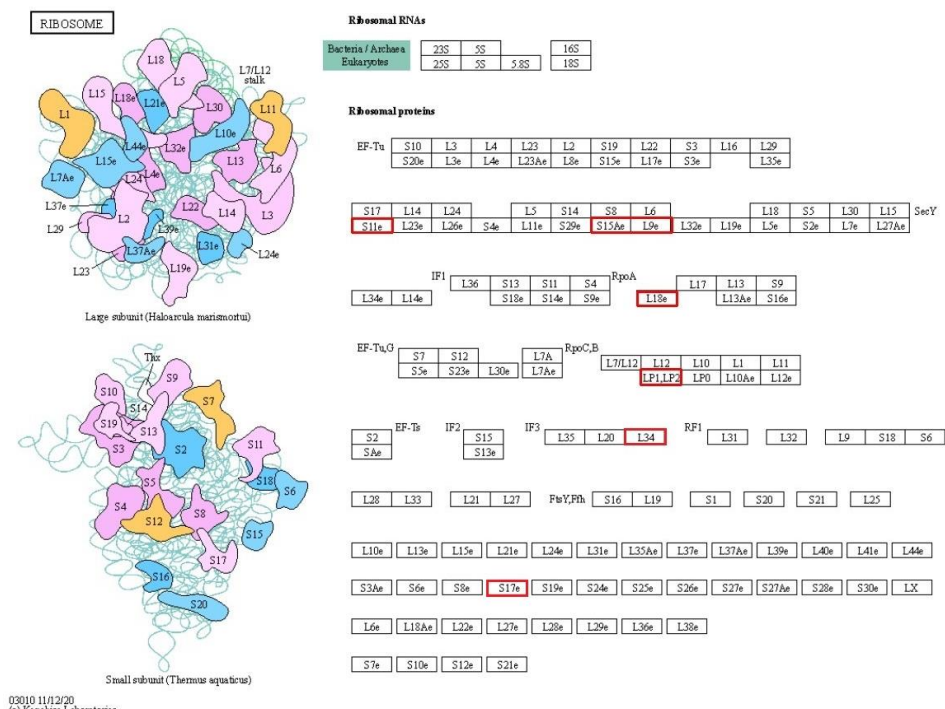 RIBOSOME
L18
L5
L7/L12
stalk
L15
L18e
L21e
L30
L11
L1
L10e
L44e
L32e
L15e
L13
L6
L7Ae
L4e
L24
L37e
L22
L14
L3
L2
L29
L39e
L37Ae
L31e
L24e
L23
L19e
Large subunit (Haloarcula marismortui)
Thx
S9
S10
S7
S14
S19
S13
S11
S3
S2
S5
S18
S6
S4
S12
S8
S15
S17
S16
S20
Small subunit (Thermus aquaticus)
03010 11/12/20
(c) Kanehisa Laboratories
Ribosomal RNAs
Bacteria / Archaea 23S 5S 16S
Eukaryotes 25S 5S 5.8S 18S
Ribosomal proteins
EF-Tu S10 L3 L4 L23 L2 S19 L22 S3 L16 L29
S20e L3e L4e L23Ae L8e S15e L17e S3e L35e
S17 L14 L24 L5 S14 S8 L6 L18 S5 L30 L15 SecY
S11e L23e L26e S4e L11e S29e S15Ae L9e L32e L19e L5e S2e L7e L27Ae
IF1 L36 S13 S11 S4 RpoA L17 L13 S9
L34e L14e S18e S14e S9e L18e L13Ae S16e
EF-Tu,G S7 S12 L7A RpoC,B L7/L12 L12 L10 L1 L11
S5e S23e L30e L7Ae LP1,LP2 LP0 L10Ae L12e
S2 EF-Ts IF2 S15 IF3 L35 L20 L34 RF1 L31 L32 L9 S18 S6
SAe S13e
L28 L33 L21 L27 FtsY,Ffh S16 L19 S1 S20 S21 L25
L10e L13e L15e L21e L24e L31e L35Ae L37e L37Ae L39e L40e L41e L44e
S3Ae S6e S8e S17e S19e S24e S25e S26e S27e S27Ae S28e S30e LX
L6e L18Ae L22e L27e L28e L29e L36e L38e
S7e S10e S12e S21e